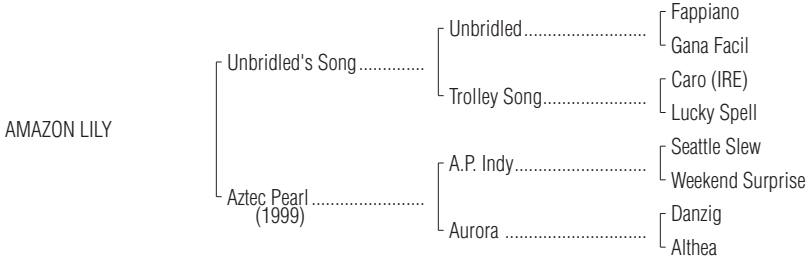 Fappiano
Unbridled..........................
Gana Facil
Unbridled's Song..............
Caro (IRE)
Trolley Song......................
Lucky Spell
AMAZON LILY
Seattle Slew
A.P. Indy............................
Weekend Surprise
Aztec Pearl ........................
(1999)
Danzig
Aurora ..............................
Althea